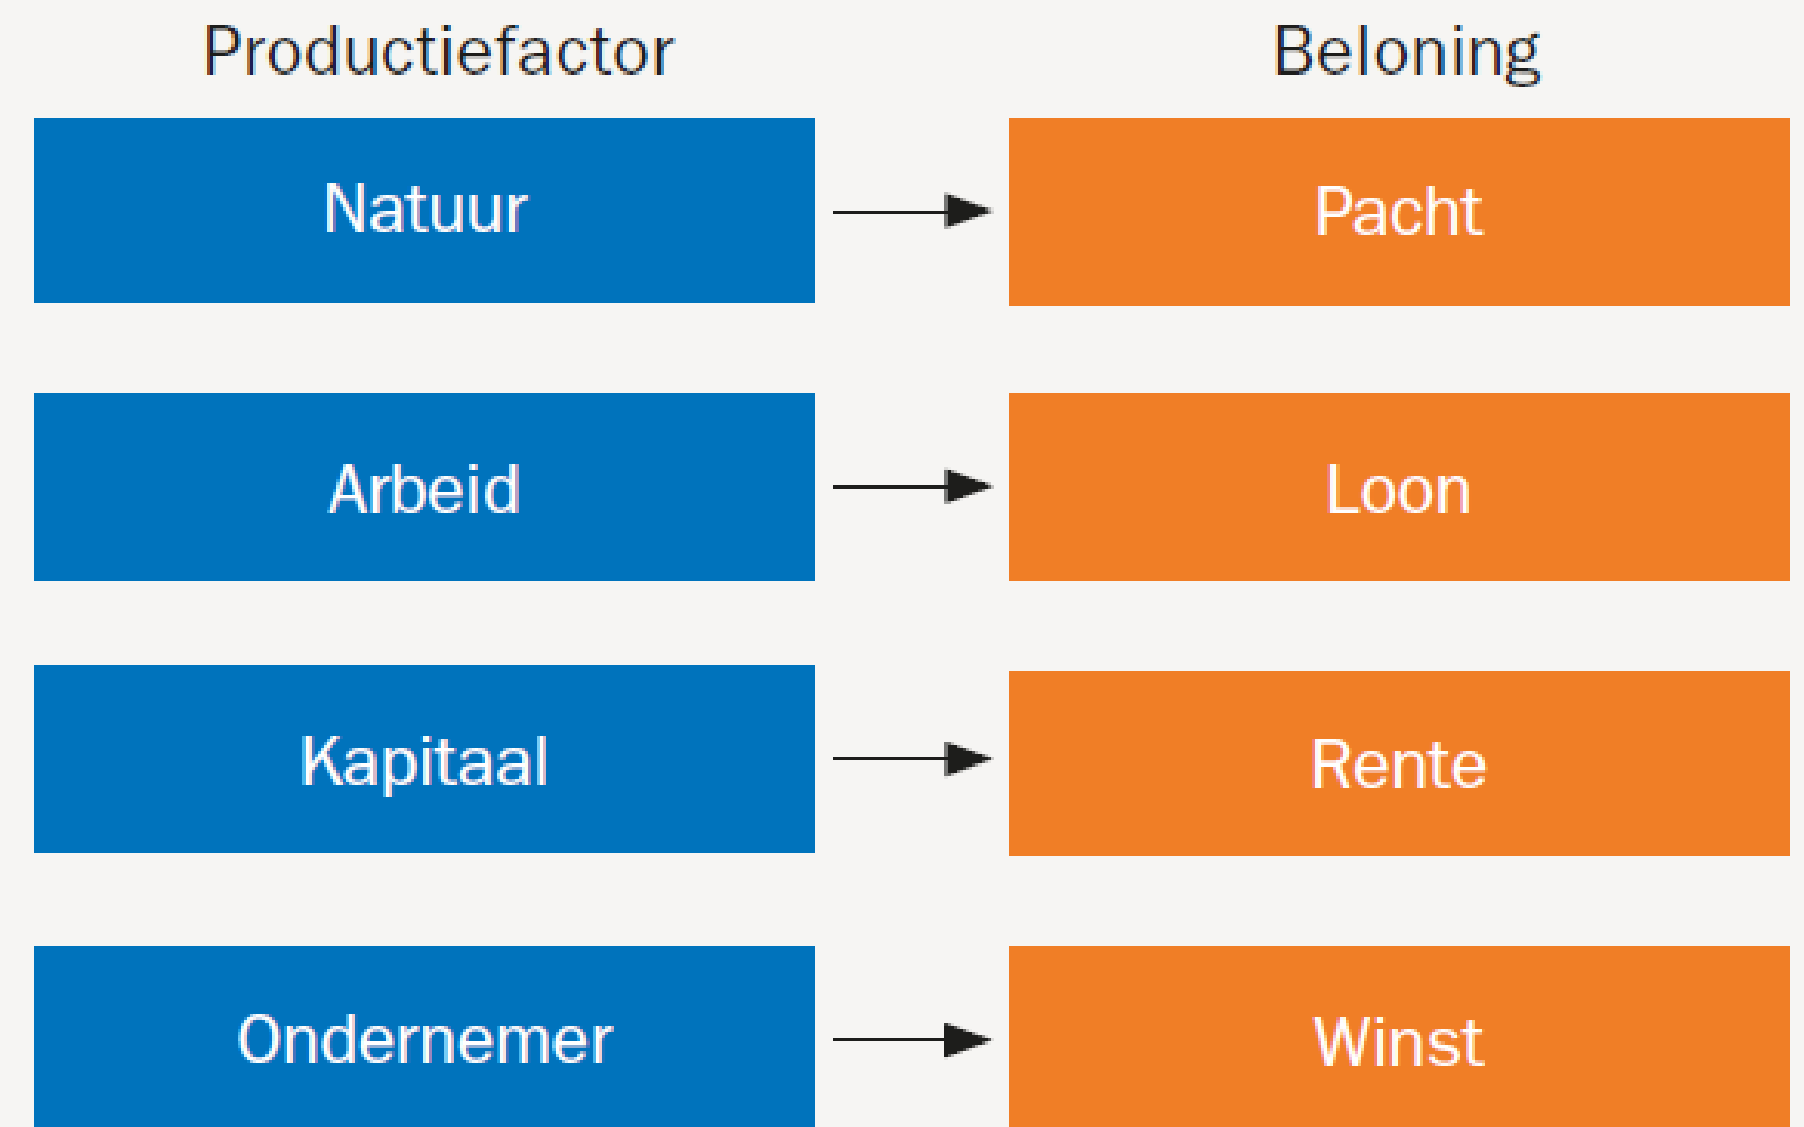 Productiefactor Beloning
Natuur Pacht
Arbeid Loon
Kapitaal Rente
Ondernemer Winst